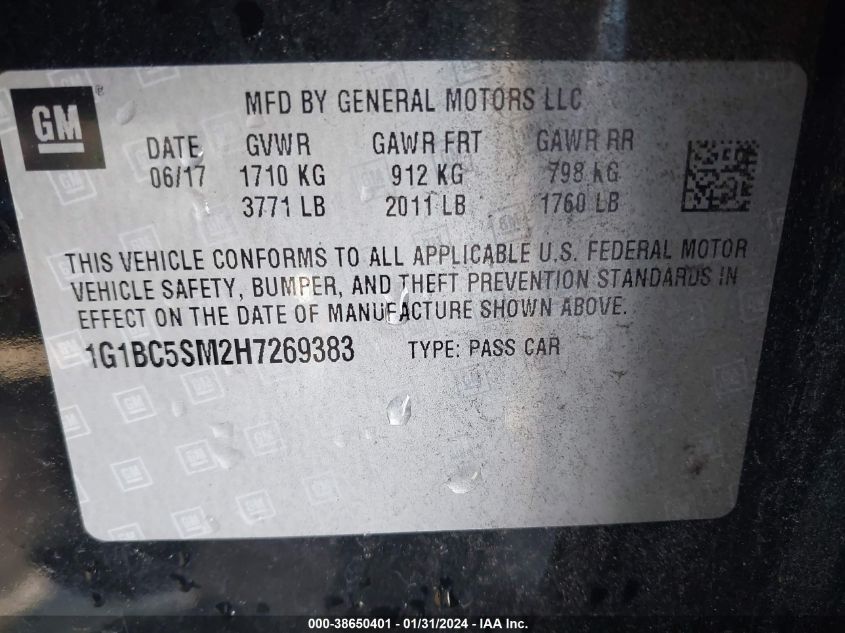 GM ®
MFD BY GENERAL MOTORS LLC
DATE GVWR GAWR FRT GAWR RR
06/17 1710 KG 912 KG 798 KG
3771 LB 2011 LB 1760 LB
THIS VEHICLE CONFORMS TO ALL APPLICABLE U.S. FEDERAL MOTOR
VEHICLE SAFETY, BUMPER, AND THEFT PREVENTION STANDARDS IN
EFFECT ON THE DATE OF MANUFACTURE SHOWN ABOVE.
1G1BC5SM2H7269383 TYPE: PASS CAR
000-38650401 - 01/31/2024 - IAA Inc.